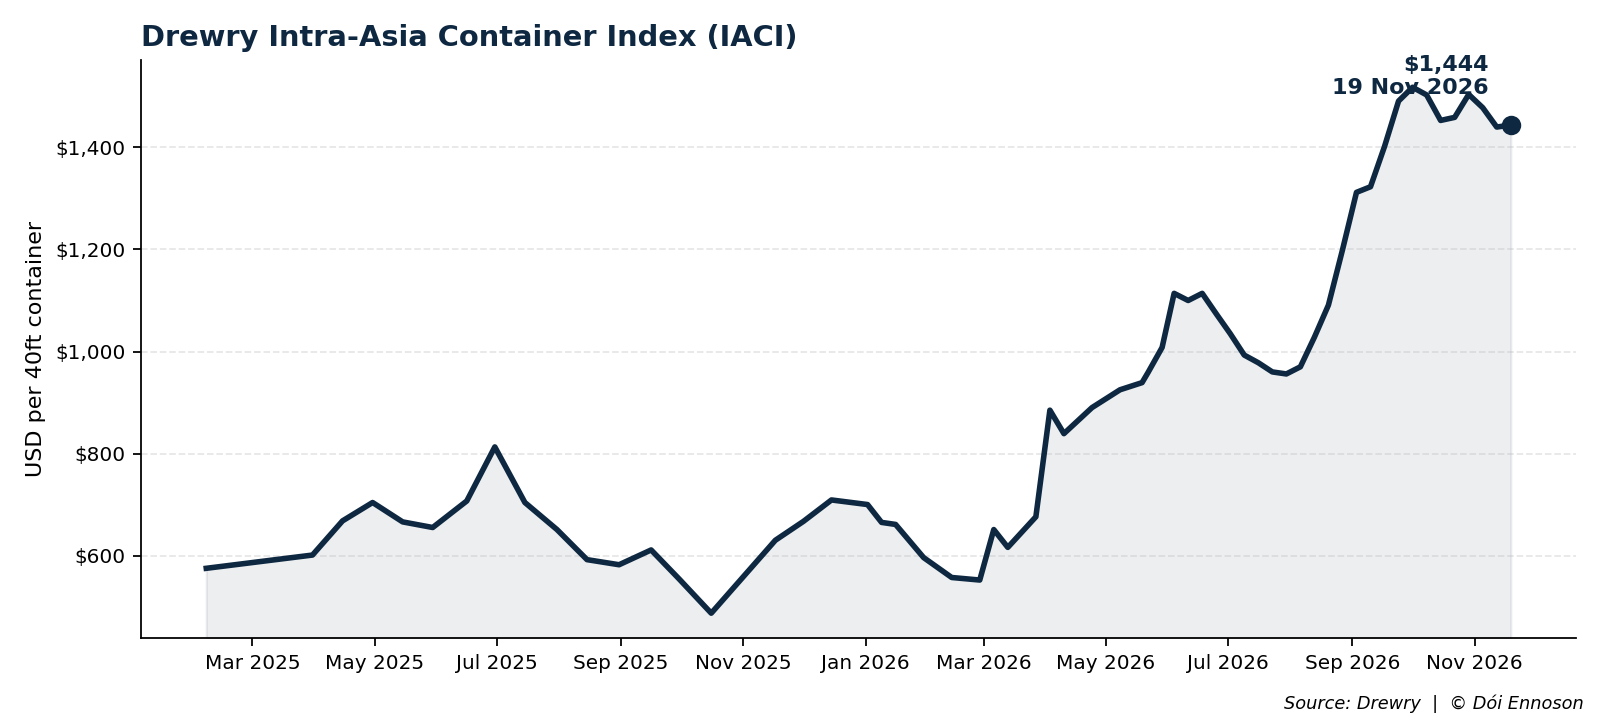 Drewry Intra-Asia Container Index (IACI)
$1,444
19 Nov 2026
USD per 40ft container
$1,400
$1,200
$1,000
$800
$600
Mar 2025 May 2025 Jul 2025 Sep 2025 Nov 2025 Jan 2026 Mar 2026 May 2026 Jul 2026 Sep 2026 Nov 2026
Source: Drewry | © Dói Ennoson